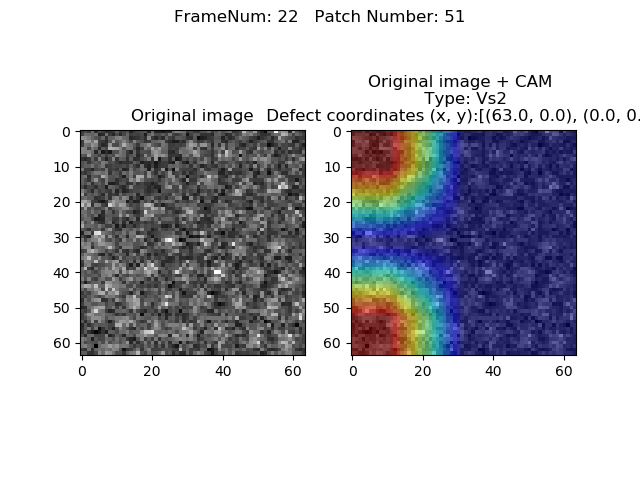 FrameNum: 22   Patch Number: 51
Original image
Original image + CAM
Type: Vs2
Defect coordinates (x, y):[(63.0, 0.0), (0.0, 0.
0
10
20
30
40
50
60
0 20 40 60
0
10
20
30
40
50
60
0 20 40 60